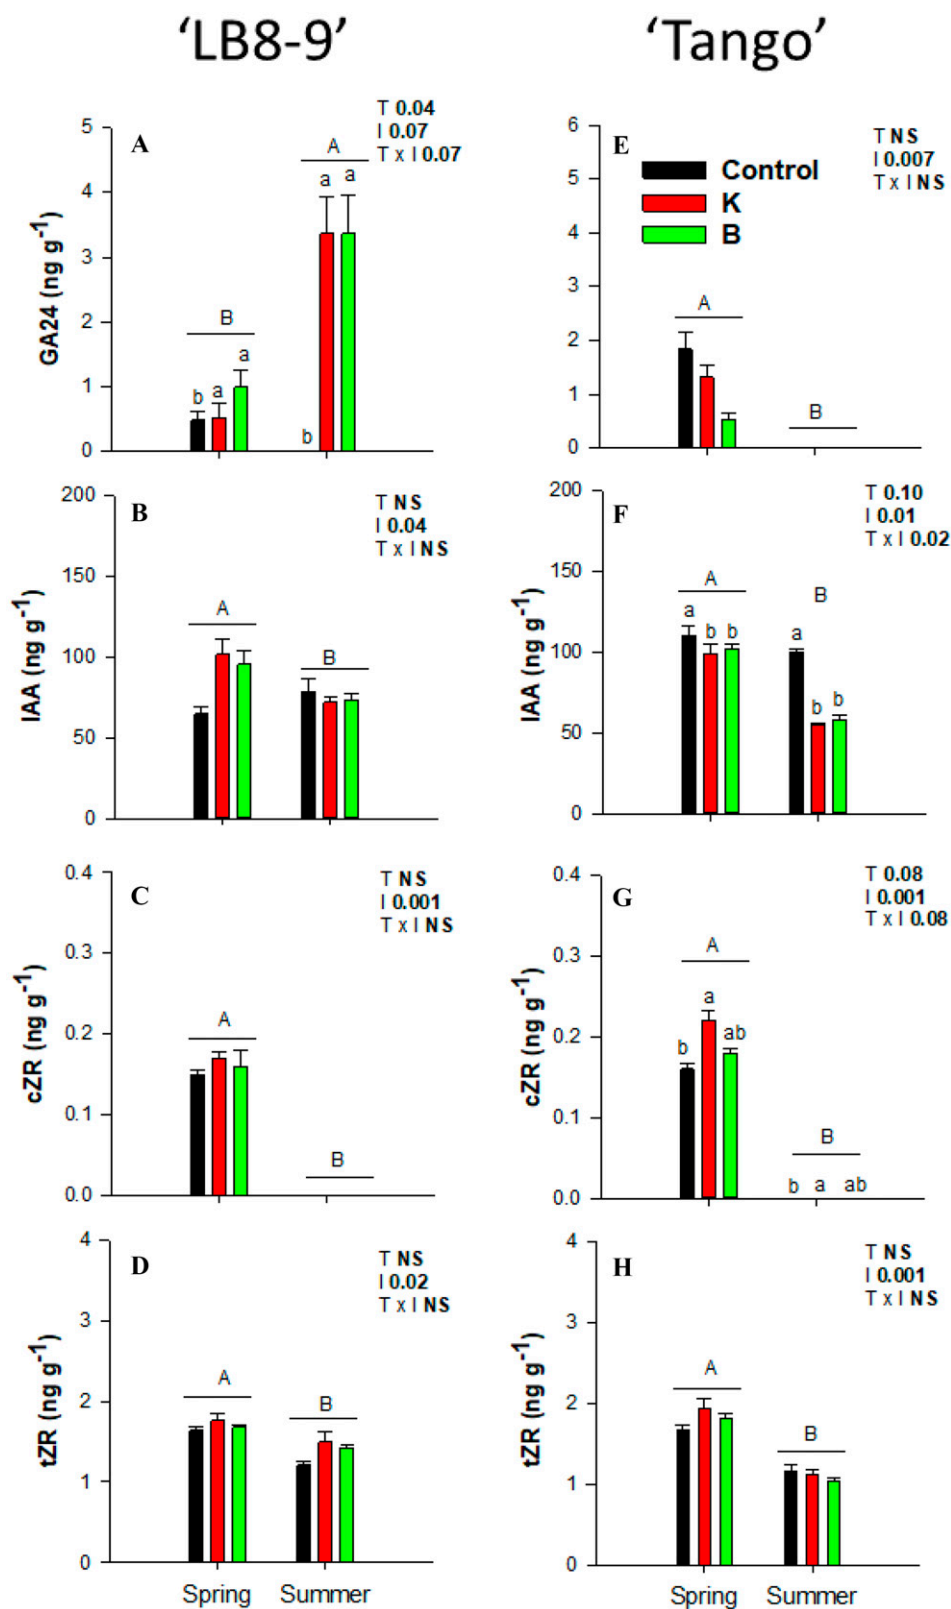 ‘LB8-9’
‘Tango’
A
T 0.04
I 0.07
T x I 0.07
GA24 (ng g-1)
5
4
3
2
1
0
b
a
a
B
b
a
a
A
E
T NS
I 0.007
T x I NS
Control
K
B
6
5
4
3
2
1
0
A
B
B
T NS
I 0.04
T x I NS
IAA (ng g-1)
200
150
100
50
0
A
B
F
T 0.10
I 0.01
T x I 0.02
IAA (ng g-1)
200
150
100
50
0
A
a
b
b
B
a
b
b
C
T NS
I 0.001
T x I NS
cZR (ng g-1)
0.4
0.3
0.2
0.1
0.0
A
B
G
T 0.08
I 0.001
T x I 0.08
cZR (ng g-1)
0.4
0.3
0.2
0.1
0.0
A
b
a
ab
B
b
a
ab
D
T NS
I 0.02
T x I NS
tZR (ng g-1)
4
3
2
1
0
A
B
Spring
Summer
H
T NS
I 0.001
T x I NS
tZR (ng g-1)
4
3
2
1
0
A
B
Spring
Summer